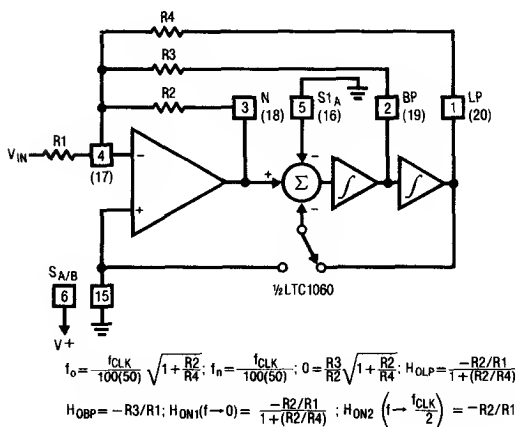 R4
R3
R2
N
3
(18)
S1A
5
(16)
BP
2
(19)
LP
1
(20)
VIN
R1
4
(17)
−
+
+
Σ
−
−
∫
∫
SA/B
6
V+
15
½LTC1060
fo= fCLK/100(50) √1+R2/R4; fn= fCLK/100(50); 0= R3/R2 √1+R2/R4; HOLP= −R2/R1/1+(R2/R4)
HOBP= −R3/R1; HON1(f→0) = −R2/R1/1+(R2/R4) ; HON2 (f→ fCLK/2) = −R2/R1